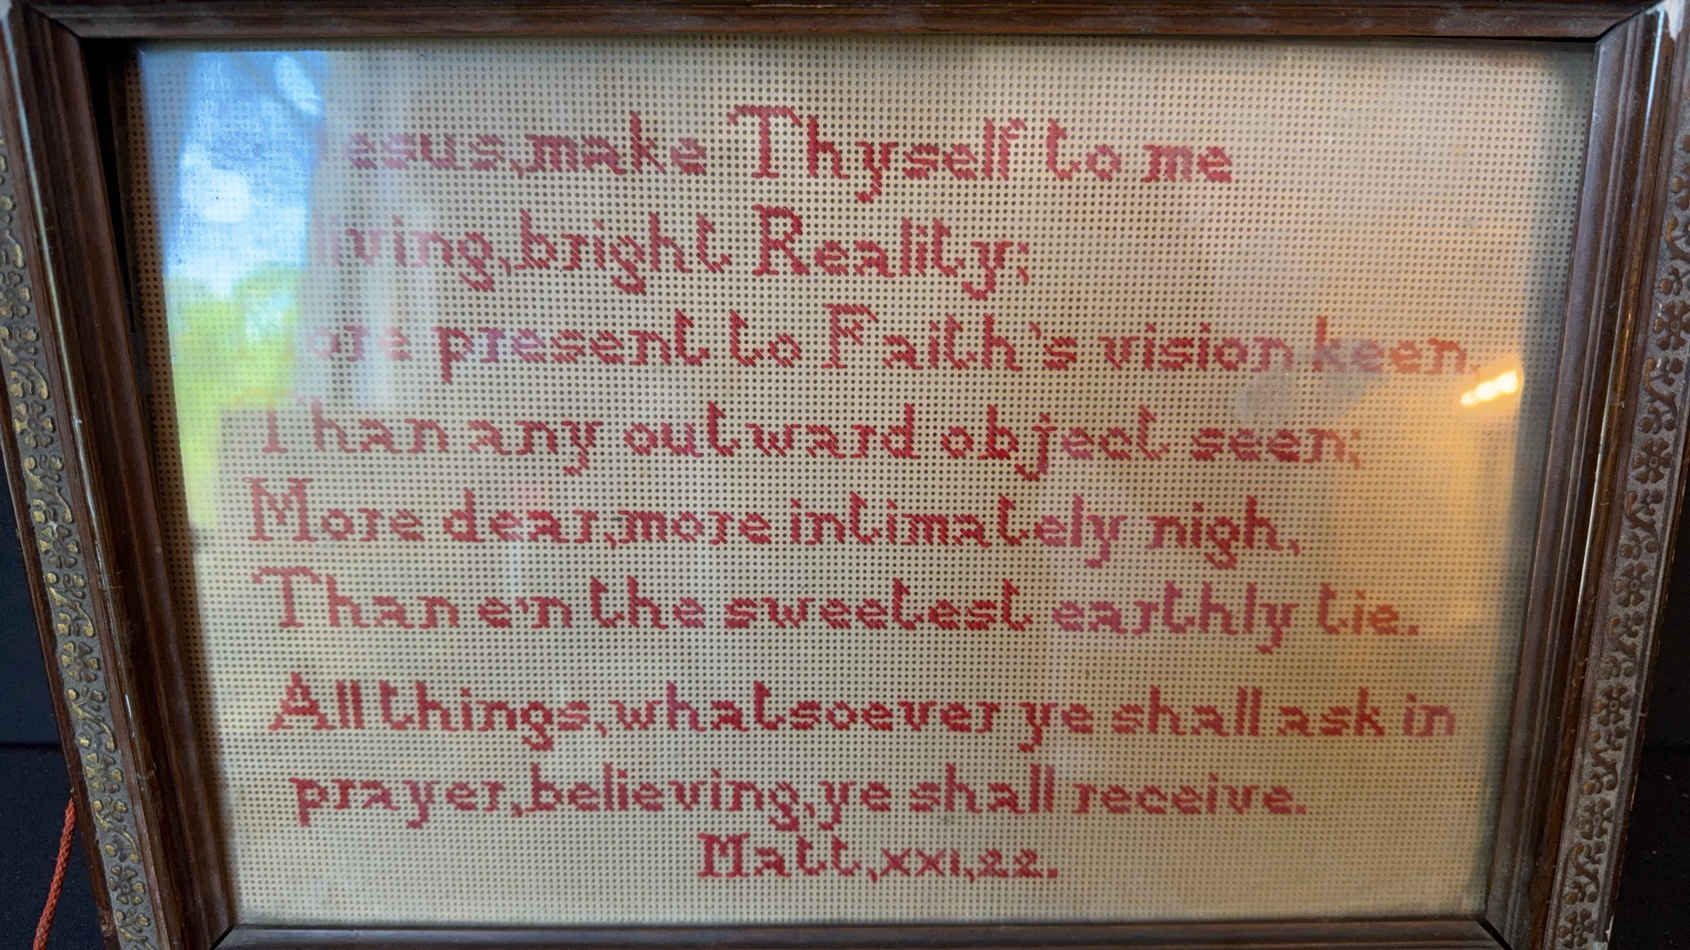 esus, make Thyself to me
living, bright Reality;
ore present to Faith's vision keen,
Than any outward object seen;
More dear, more intimately nigh,
Than e'n the sweetest earthly tie.
All things, whatsoever ye shall ask in
prayer, believing, ye shall receive.
Matt, xxi, 22.